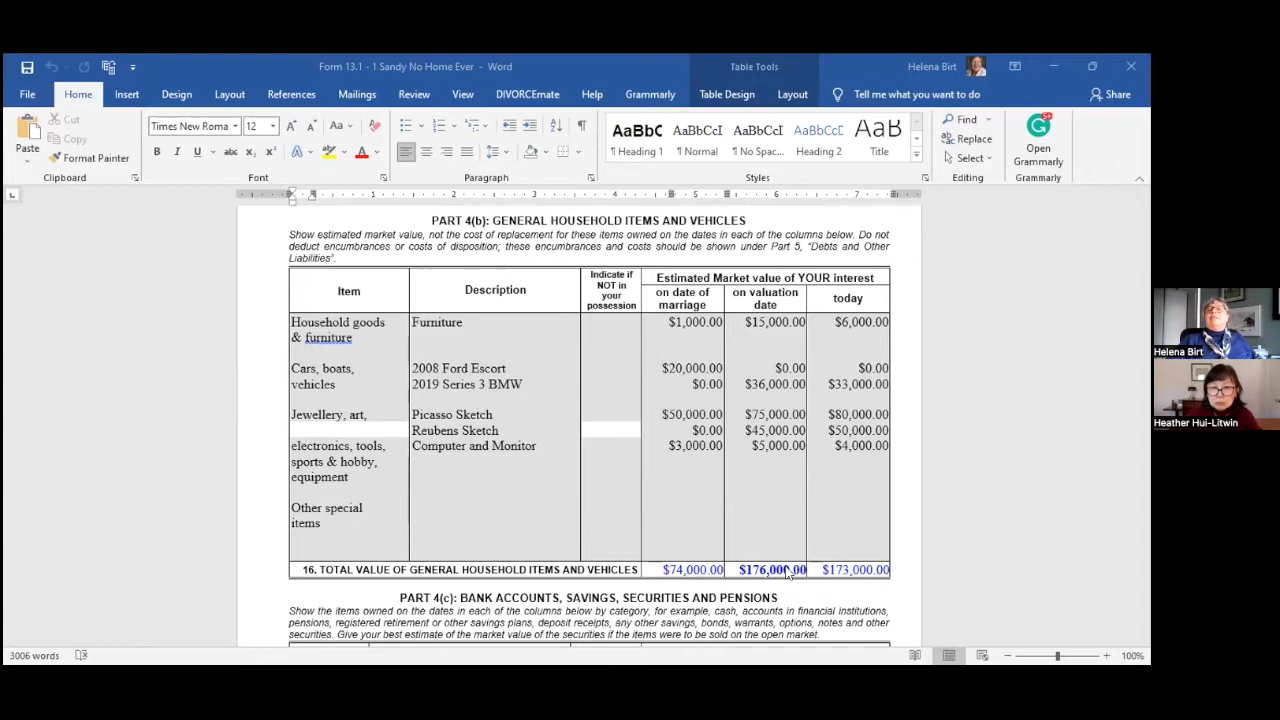 Form 13.1 - 1 Sandy No Home Ever - Word
Table Tools
Helena Birt
File Home Insert Design Layout References Mailings Review View DIVORCEmate Help Grammarly Table Design Layout Tell me what you want to do Share
Paste
Cut
Copy
Format Painter
Clipboard
Times New Roma 12
Font
Paragraph
AaBbC AaBbCcI AaBbCcI AaBbCcI AaB
¶ Heading 1 ¶ Normal ¶ No Spac... Heading 2 Title
Styles
Find
Replace
Select
Editing
Open
Grammarly
Grammarly
1 2 3 4 5 6 7
PART 4(b): GENERAL HOUSEHOLD ITEMS AND VEHICLES
Show estimated market value, not the cost of replacement for these items owned on the dates in each of the columns below. Do not
deduct encumbrances or costs of disposition; these encumbrances and costs should be shown under Part 5, "Debts and Other
Liabilities".
Item
Description
Indicate if
NOT in
your
possession
Estimated Market value of YOUR interest
on date of
marriage
on valuation
date
today
Household goods Furniture $1,000.00 $15,000.00 $6,000.00
& furniture
Cars, boats, 2008 Ford Escort $20,000.00 $0.00 $0.00
vehicles 2019 Series 3 BMW $0.00 $36,000.00 $33,000.00
Jewellery, art, Picasso Sketch $50,000.00 $75,000.00 $80,000.00
Reubens Sketch $0.00 $45,000.00 $50,000.00
electronics, tools, Computer and Monitor $3,000.00 $5,000.00 $4,000.00
sports & hobby,
equipment
Other special
items
16. TOTAL VALUE OF GENERAL HOUSEHOLD ITEMS AND VEHICLES $74,000.00 $176,000.00 $173,000.00
PART 4(c): BANK ACCOUNTS, SAVINGS, SECURITIES AND PENSIONS
Show the items owned on the dates in each of the columns below by category, for example, cash, accounts in financial institutions,
pensions, registered retirement or other savings plans, deposit receipts, any other savings, bonds, warrants, options, notes and other
securities. Give your best estimate of the market value of the securities if the items were to be sold on the open market.
3006 words
100%
Helena Birt
Heather Hui-Litwin